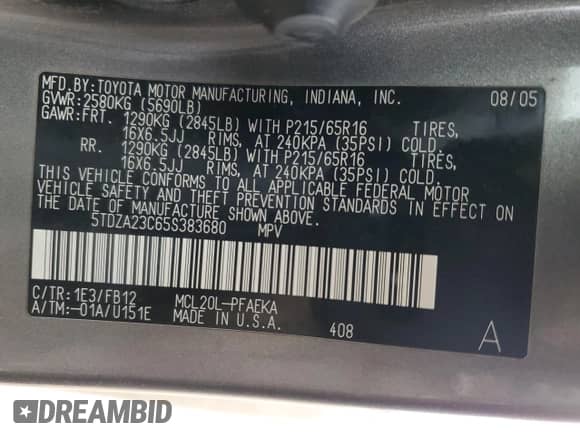 MFD.BY:TOYOTA MOTOR MANUFACTURING, INDIANA, INC. 08/05
GVWR:2580KG (5690LB)
GAWR:FRT. 1290KG (2845LB) WITH P215/65R16 TIRES,
16X6.5JJ RIMS, AT 240KPA (35PSI) COLD.
RR. 1290KG (2845LB) WITH P215/65R16 TIRES,
16X6.5JJ RIMS, AT 240KPA (35PSI) COLD.
THIS VEHICLE CONFORMS TO ALL APPLICABLE FEDERAL MOTOR
VEHICLE SAFETY AND THEFT PREVENTION STANDARDS IN EFFECT ON
THE DATE OF MANUFACTURE SHOWN ABOVE.
5TDZA23C65S383680 MPV
C/TR:1E3/FB12 MCL20L-PFAEKA
A/TM:-01A/U151E MADE IN U.S.A. 408 A
DREAMBID